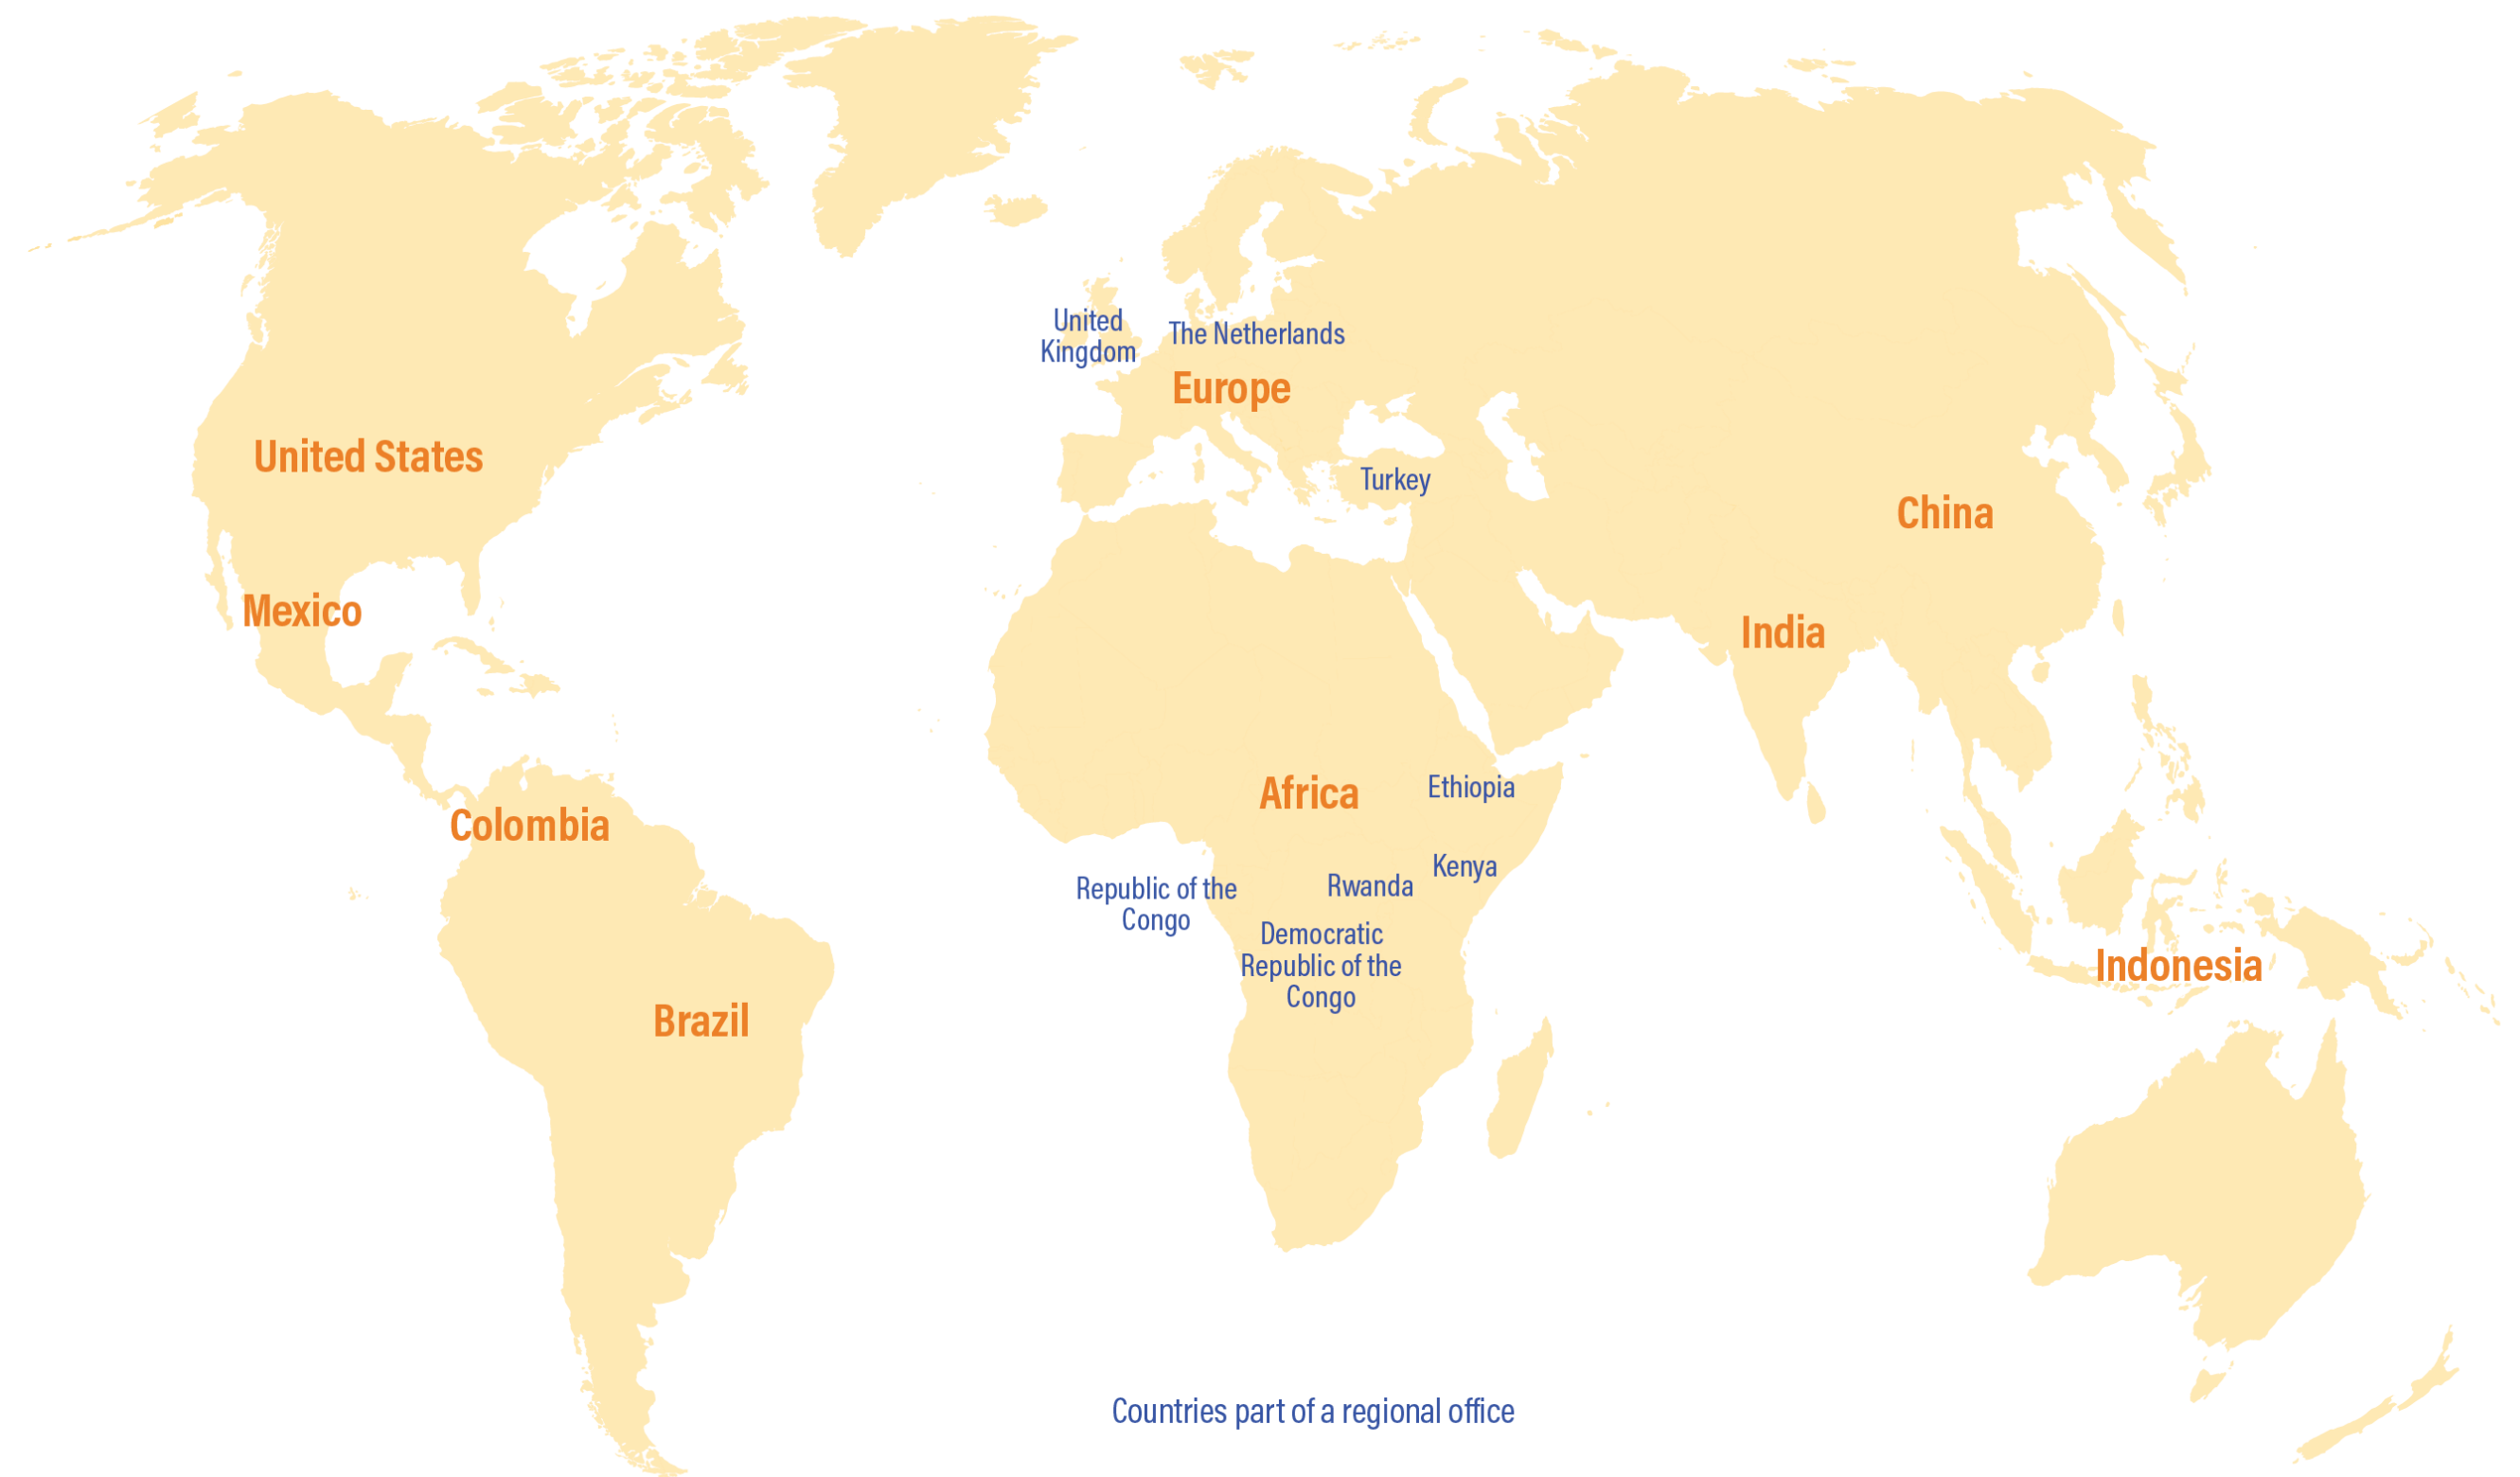 United
Kingdom
The Netherlands
Europe
United States
Turkey
China
Mexico
India
Africa
Ethiopia
Colombia
Kenya
Rwanda
Republic of the
Congo
Democratic
Republic of the
Congo
Indonesia
Brazil
Countries part of a regional office